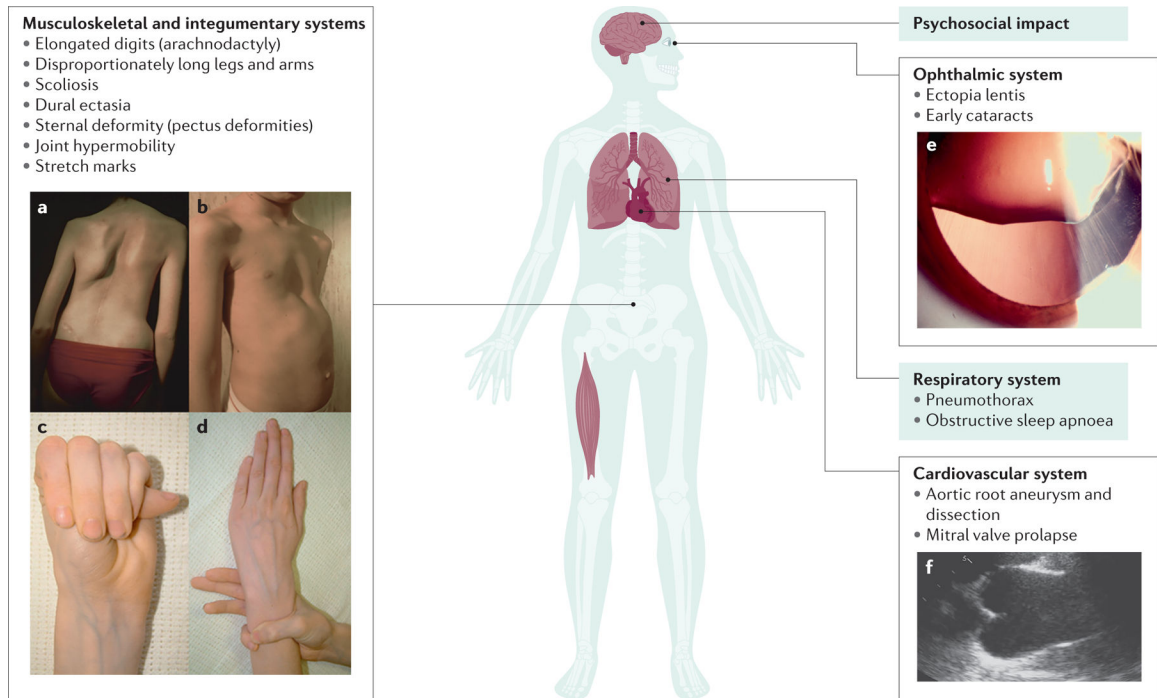 Musculoskeletal and integumentary systems
• Elongated digits (arachnodactyly)
• Disproportionately long legs and arms
• Scoliosis
• Dural ectasia
• Sternal deformity (pectus deformities)
• Joint hypermobility
• Stretch marks
a
b
c
d
Psychosocial impact
Ophthalmic system
• Ectopia lentis
• Early cataracts
e
Respiratory system
• Pneumothorax
• Obstructive sleep apnoea
Cardiovascular system
• Aortic root aneurysm and
dissection
• Mitral valve prolapse
f